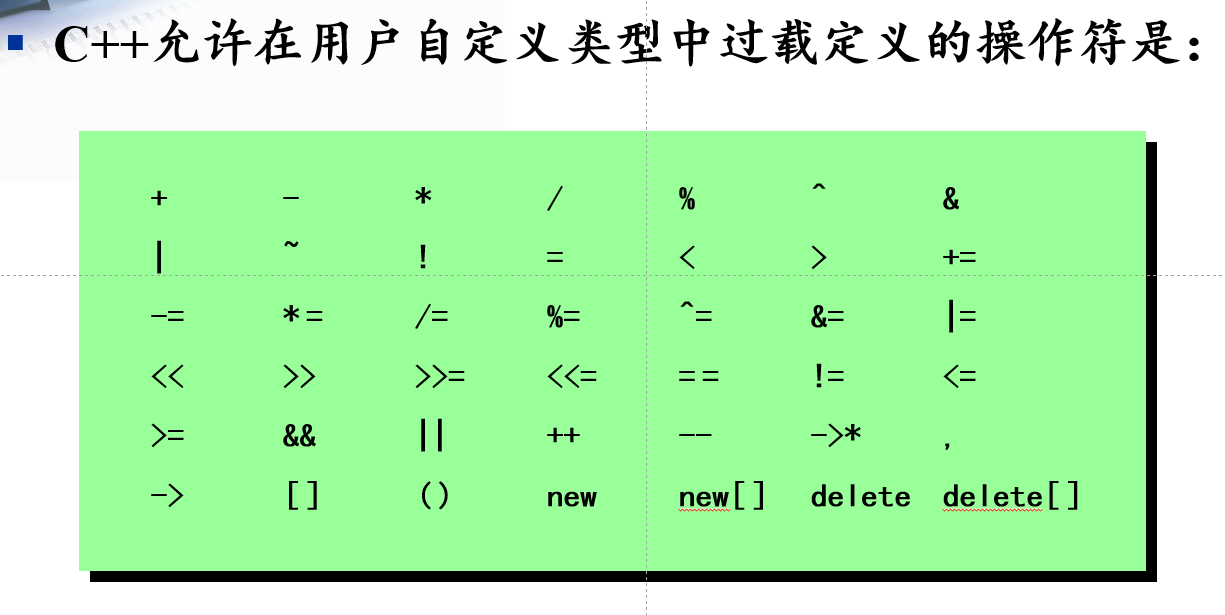 C++允许在用户自定义类型中过载定义的操作符是：
+ - * / % ^ &
| ~ ! = < > +=
-= *= /= %= ^= &= |=
<< >> >>= <<= == != <=
>= && || ++ -- ->* ,
-> [] () new new[] delete delete[]